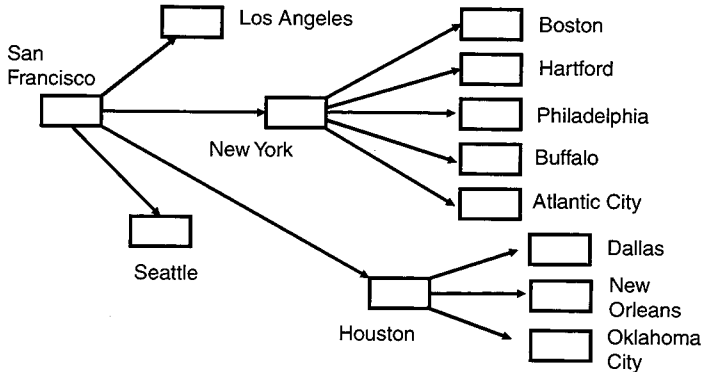 Los Angeles
San
Francisco
New York
Boston
Hartford
Philadelphia
Buffalo
Atlantic City
Seattle
Houston
Dallas
New
Orleans
Oklahoma
City